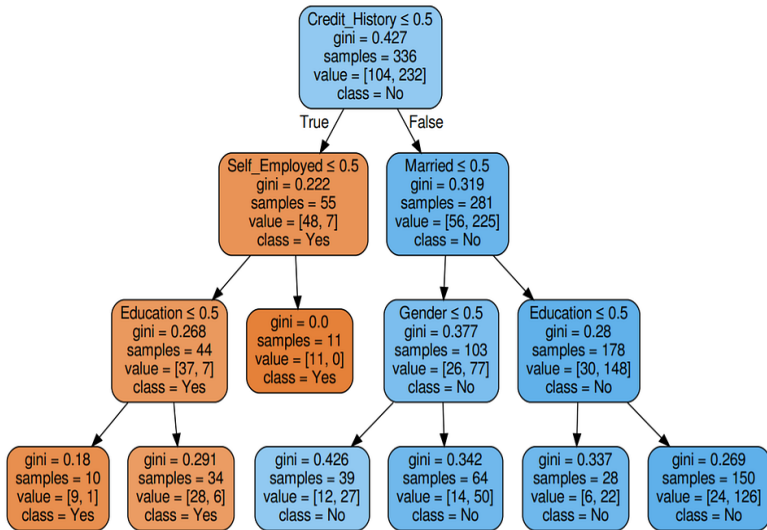 Credit_History ≤ 0.5
gini = 0.427
samples = 336
value = [104, 232]
class = No
True
False
Self_Employed ≤ 0.5
gini = 0.222
samples = 55
value = [48, 7]
class = Yes
Married ≤ 0.5
gini = 0.319
samples = 281
value = [56, 225]
class = No
Education ≤ 0.5
gini = 0.268
samples = 44
value = [37, 7]
class = Yes
gini = 0.0
samples = 11
value = [11, 0]
class = Yes
Gender ≤ 0.5
gini = 0.377
samples = 103
value = [26, 77]
class = No
Education ≤ 0.5
gini = 0.28
samples = 178
value = [30, 148]
class = No
gini = 0.18
samples = 10
value = [9, 1]
class = Yes
gini = 0.291
samples = 34
value = [28, 6]
class = Yes
gini = 0.426
samples = 39
value = [12, 27]
class = No
gini = 0.342
samples = 64
value = [14, 50]
class = No
gini = 0.337
samples = 28
value = [6, 22]
class = No
gini = 0.269
samples = 150
value = [24, 126]
class = No